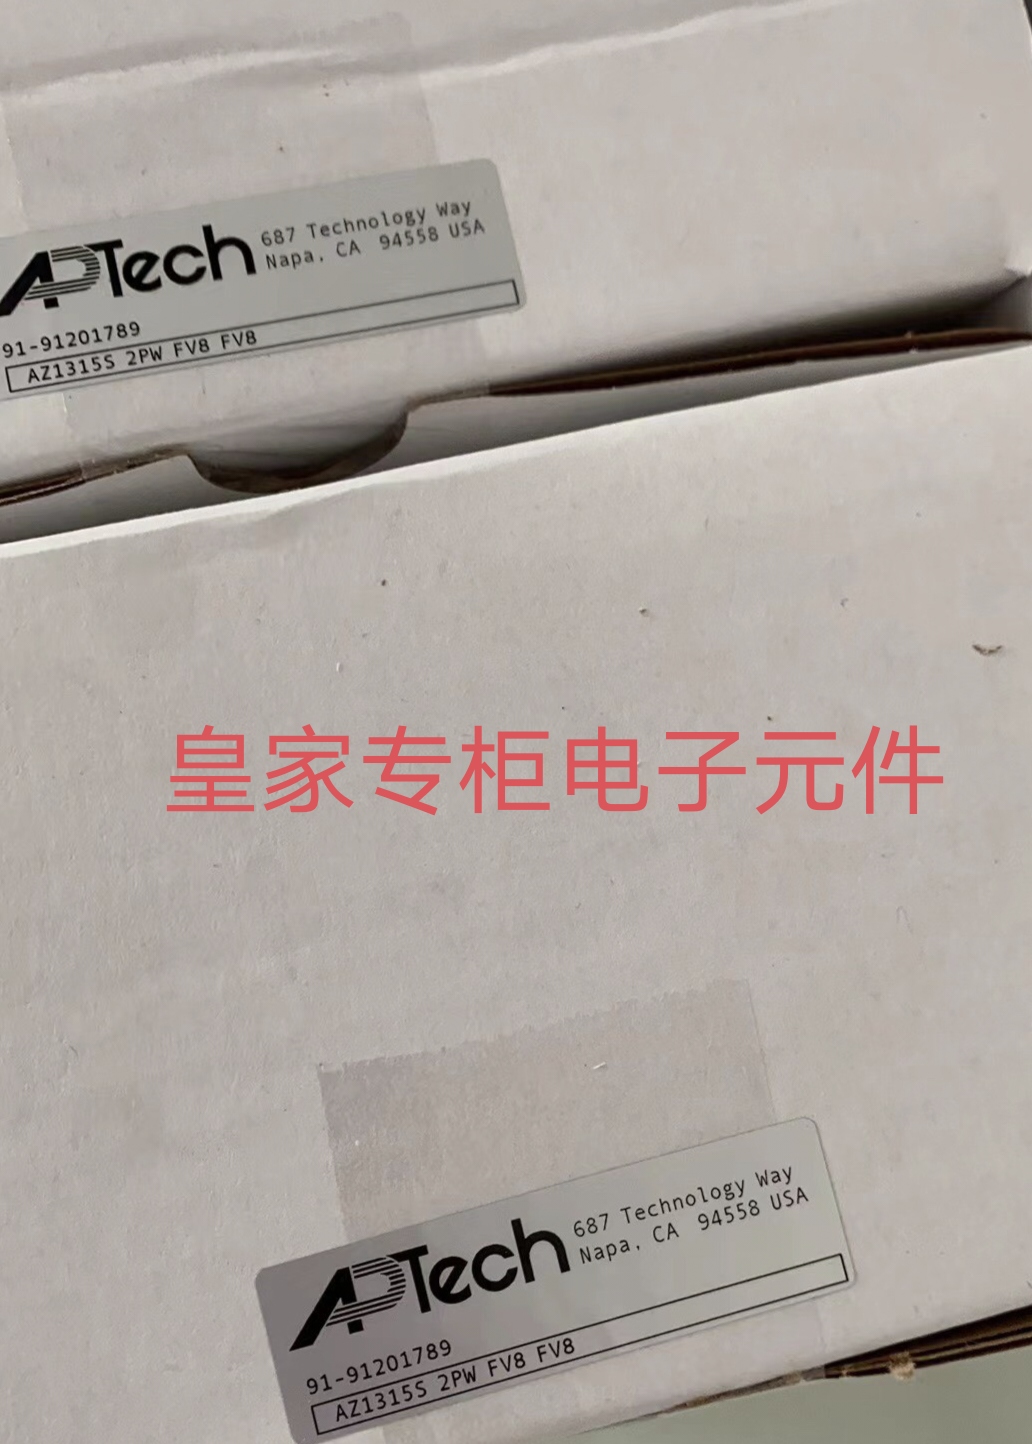 APTech
687 Technology Way
Napa, CA 94558 USA
91-91201789
AZ1315S 2PW FV8 FV8
皇家专柜电子元件
APTech
687 Technology Way
Napa, CA 94558 USA
91-91201789
AZ1315S 2PW FV8 FV8